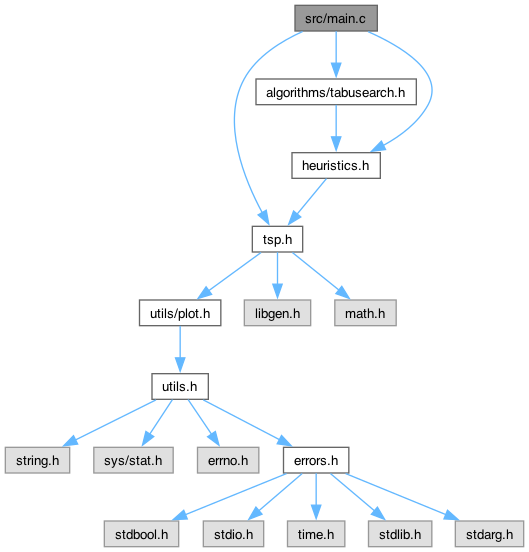 src/main.c
algorithms/tabusearch.h
heuristics.h
tsp.h
utils/plot.h
libgen.h
math.h
utils.h
string.h
sys/stat.h
errno.h
errors.h
stdbool.h
stdio.h
time.h
stdlib.h
stdarg.h